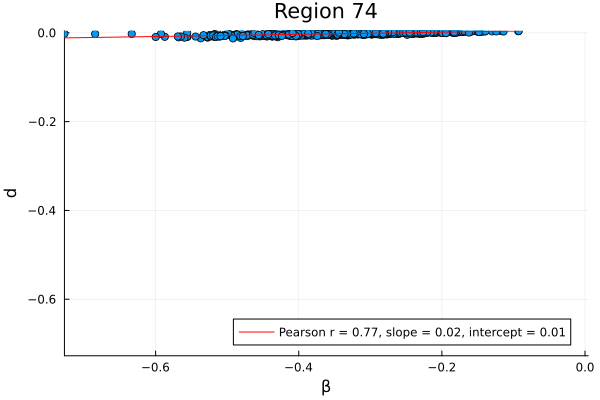 Region 74
0.0
−0.2
−0.4
−0.6
d
−0.6
−0.4
−0.2
0.0
β
Pearson r = 0.77, slope = 0.02, intercept = 0.01